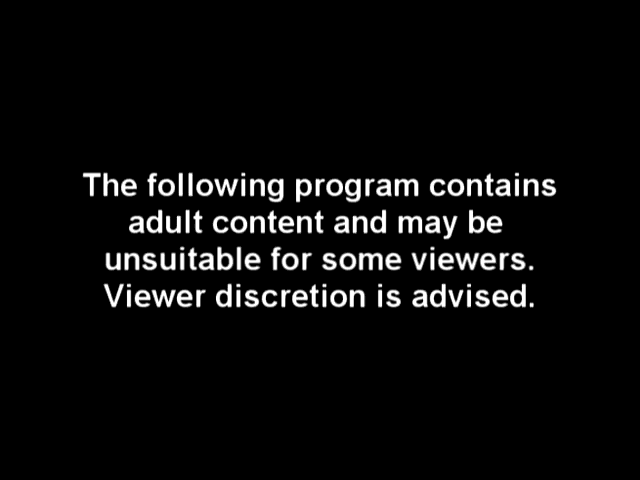 The following program contains
adult content and may be
unsuitable for some viewers.
Viewer discretion is advised.